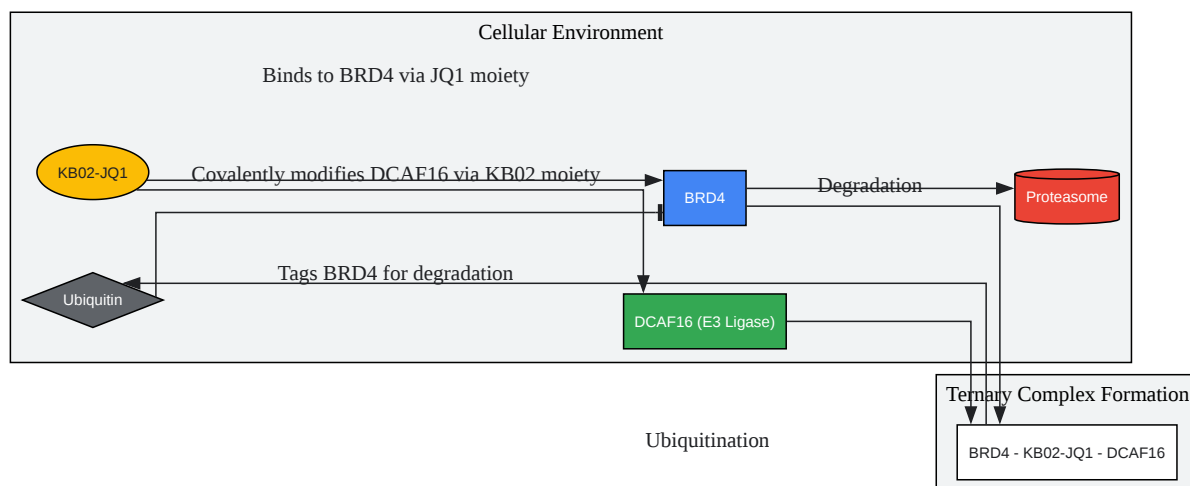 Cellular Environment
Binds to BRD4 via JQ1 moiety
KB02-JQ1
Covalently modifies DCAF16 via KB02 moiety
BRD4
Degradation
Proteasome
Ubiquitin
Tags BRD4 for degradation
DCAF16 (E3 Ligase)
Ternary Complex Formation
Ubiquitination
BRD4 - KB02-JQ1 - DCAF16